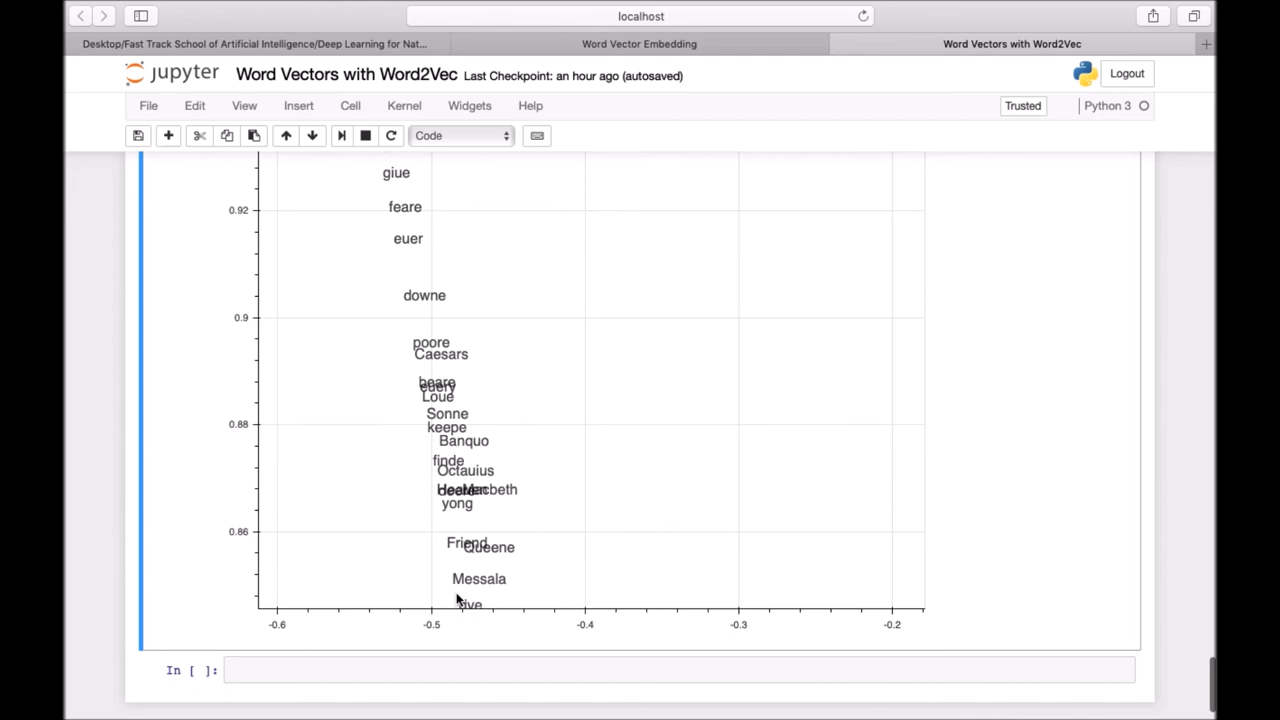 localhost
Desktop/Fast Track School of Artificial Intelligence/Deep Learning for Nat...
Word Vector Embedding
Word Vectors with Word2Vec
jupyter Word Vectors with Word2Vec Last Checkpoint: an hour ago (autosaved)
Logout
File Edit View Insert Cell Kernel Widgets Help
Trusted
Python 3
Code
giue
0.92
feare
euer
downe
0.9
poore
Caesars
beare
euery
Loue
Sonne
0.88
keepe
Banquo
finde
Octauius
Macbeth
yong
0.86
Friend
Queene
Messala
-0.6 -0.5 -0.4 -0.3 -0.2
In [ ]: